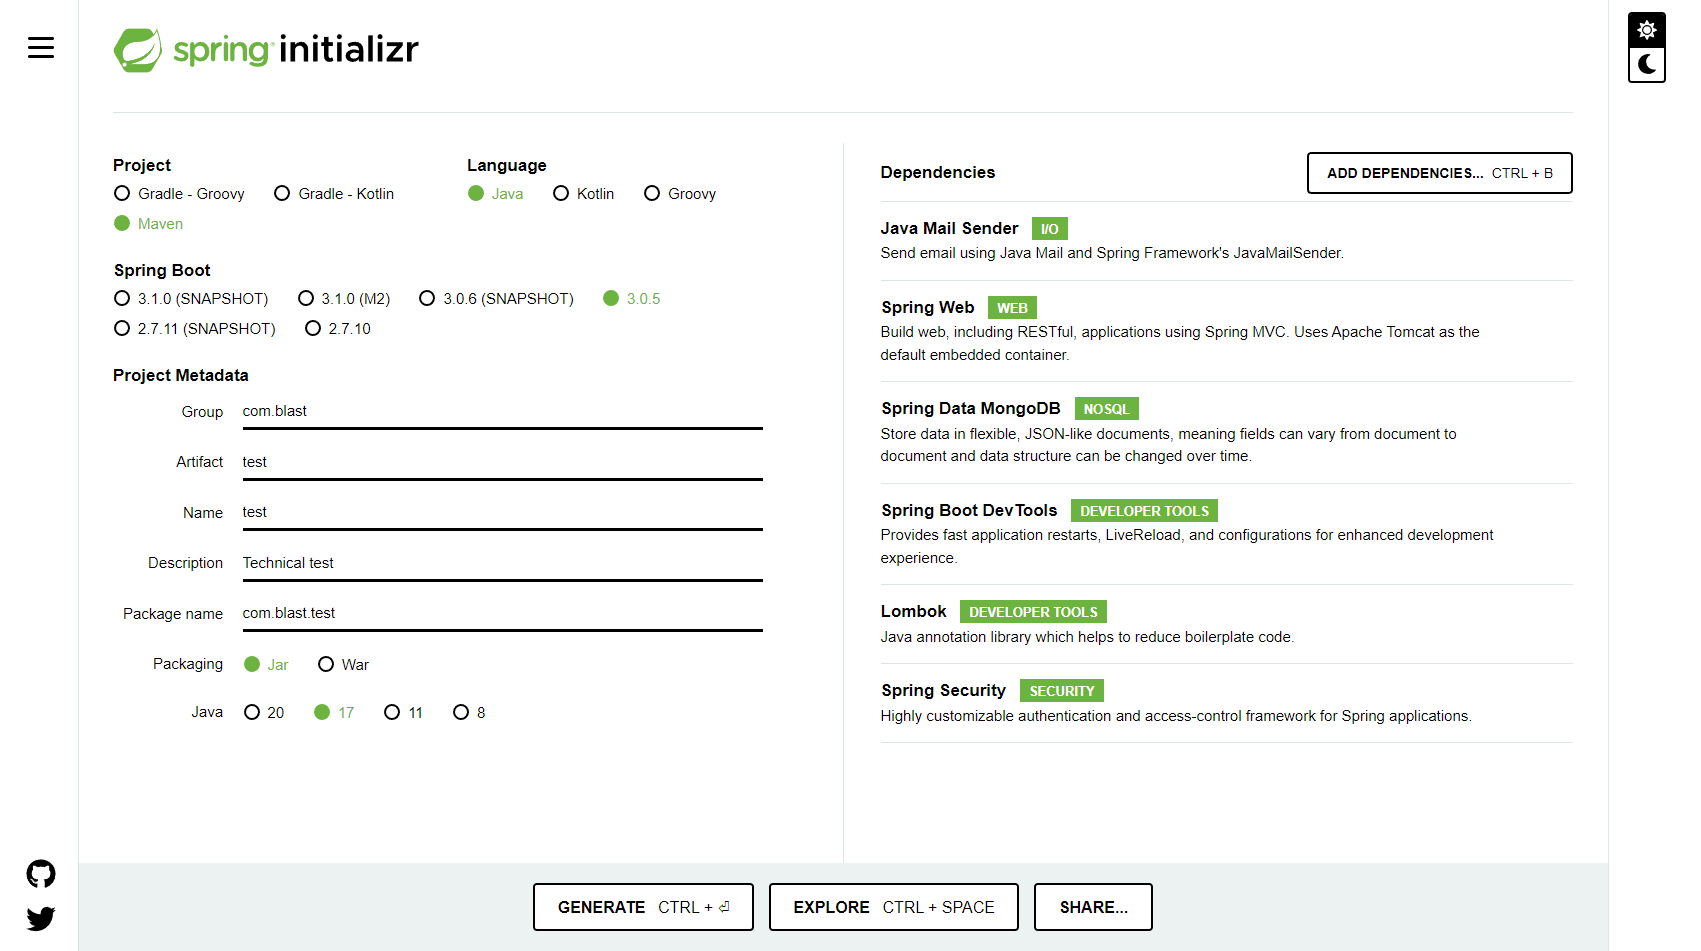 spring initializr
Project
Gradle - Groovy Gradle - Kotlin
Maven
Language
Java Kotlin Groovy
Spring Boot
3.1.0 (SNAPSHOT) 3.1.0 (M2) 3.0.6 (SNAPSHOT) 3.0.5
2.7.11 (SNAPSHOT) 2.7.10
Project Metadata
Group com.blast
Artifact test
Name test
Description Technical test
Package name com.blast.test
Packaging Jar War
Java 20 17 11 8
Dependencies ADD DEPENDENCIES... CTRL + B
Java Mail Sender I/O
Send email using Java Mail and Spring Framework's JavaMailSender.
Spring Web WEB
Build web, including RESTful, applications using Spring MVC. Uses Apache Tomcat as the
default embedded container.
Spring Data MongoDB NOSQL
Store data in flexible, JSON-like documents, meaning fields can vary from document to
document and data structure can be changed over time.
Spring Boot DevTools DEVELOPER TOOLS
Provides fast application restarts, LiveReload, and configurations for enhanced development
experience.
Lombok DEVELOPER TOOLS
Java annotation library which helps to reduce boilerplate code.
Spring Security SECURITY
Highly customizable authentication and access-control framework for Spring applications.
GENERATE CTRL + ⏎ EXPLORE CTRL + SPACE SHARE...